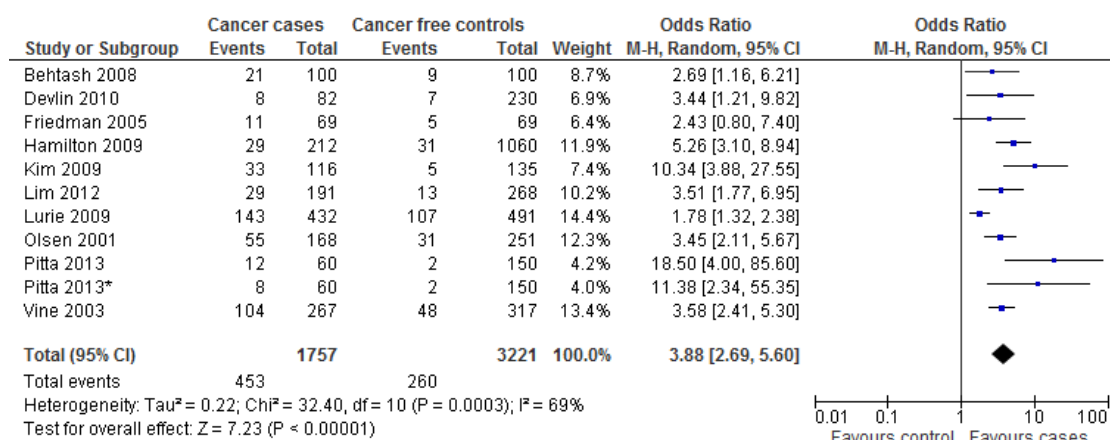 Cancer cases Cancer free controls Odds Ratio Odds Ratio
Study or Subgroup Events Total Events Total Weight M-H, Random, 95% CI M-H, Random, 95% CI
Behtash 2008 21 100 9 100 8.7% 2.69 [1.16, 6.21]
Devlin 2010 8 82 7 230 6.9% 3.44 [1.21, 9.82]
Friedman 2005 11 69 5 69 6.4% 2.43 [0.80, 7.40]
Hamilton 2009 29 212 31 1060 11.9% 5.26 [3.10, 8.94]
Kim 2009 33 116 5 135 7.4% 10.34 [3.88, 27.55]
Lim 2012 29 191 13 268 10.2% 3.51 [1.77, 6.95]
Lurie 2009 143 432 107 491 14.4% 1.78 [1.32, 2.38]
Olsen 2001 55 168 31 251 12.3% 3.45 [2.11, 5.67]
Pitta 2013 12 60 2 150 4.2% 18.50 [4.00, 85.60]
Pitta 2013* 8 60 2 150 4.0% 11.38 [2.34, 55.35]
Vine 2003 104 267 48 317 13.4% 3.58 [2.41, 5.30]
Total (95% CI) 1757 3221 100.0% 3.88 [2.69, 5.60]
Total events 453 260
Heterogeneity: Tau² = 0.22; Chi² = 32.40, df = 10 (P = 0.0003); I² = 69%
Test for overall effect: Z = 7.23 (P < 0.00001)
0.01 0.1 1 10 100
Favours control Favours cases